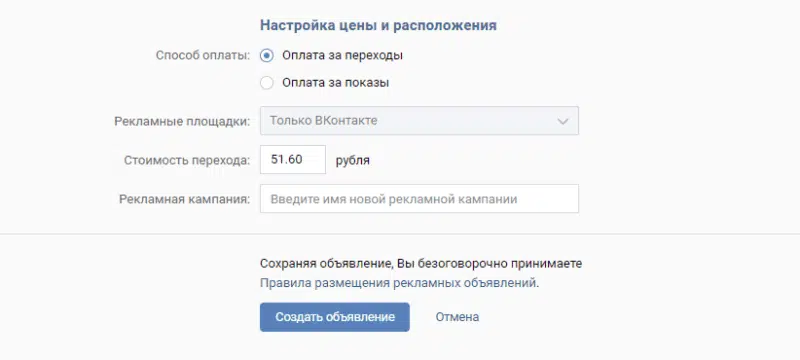 Настройка цены и расположения
Способ оплаты: Оплата за переходы
Оплата за показы
Рекламные площадки: Только ВКонтакте
Стоимость перехода: 51.60 рубля
Рекламная кампания: Введите имя новой рекламной кампании
Сохраняя объявление, Вы безоговорочно принимаете
Правила размещения рекламных объявлений.
Создать объявление Отмена